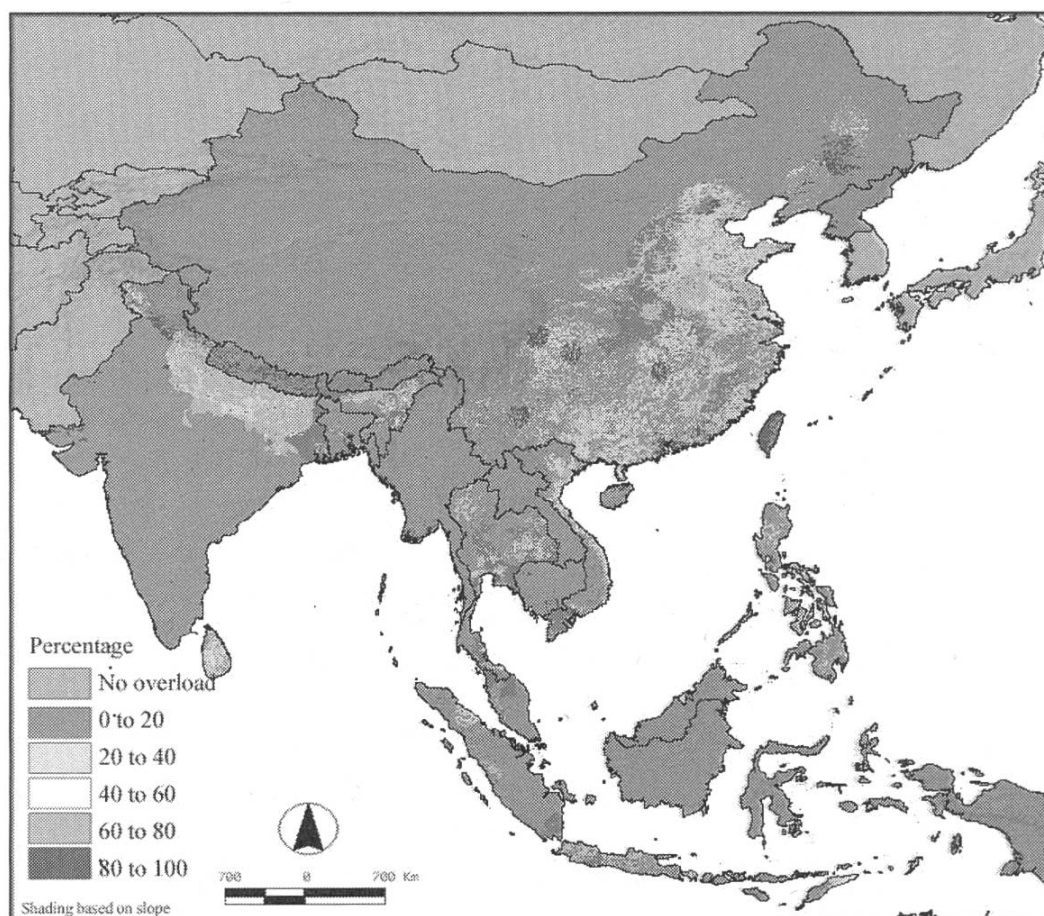 Percentage
No overload
0 to 20
20 to 40
40 to 60
60 to 80
80 to 100
700 0 700 Km
Shading based on slope